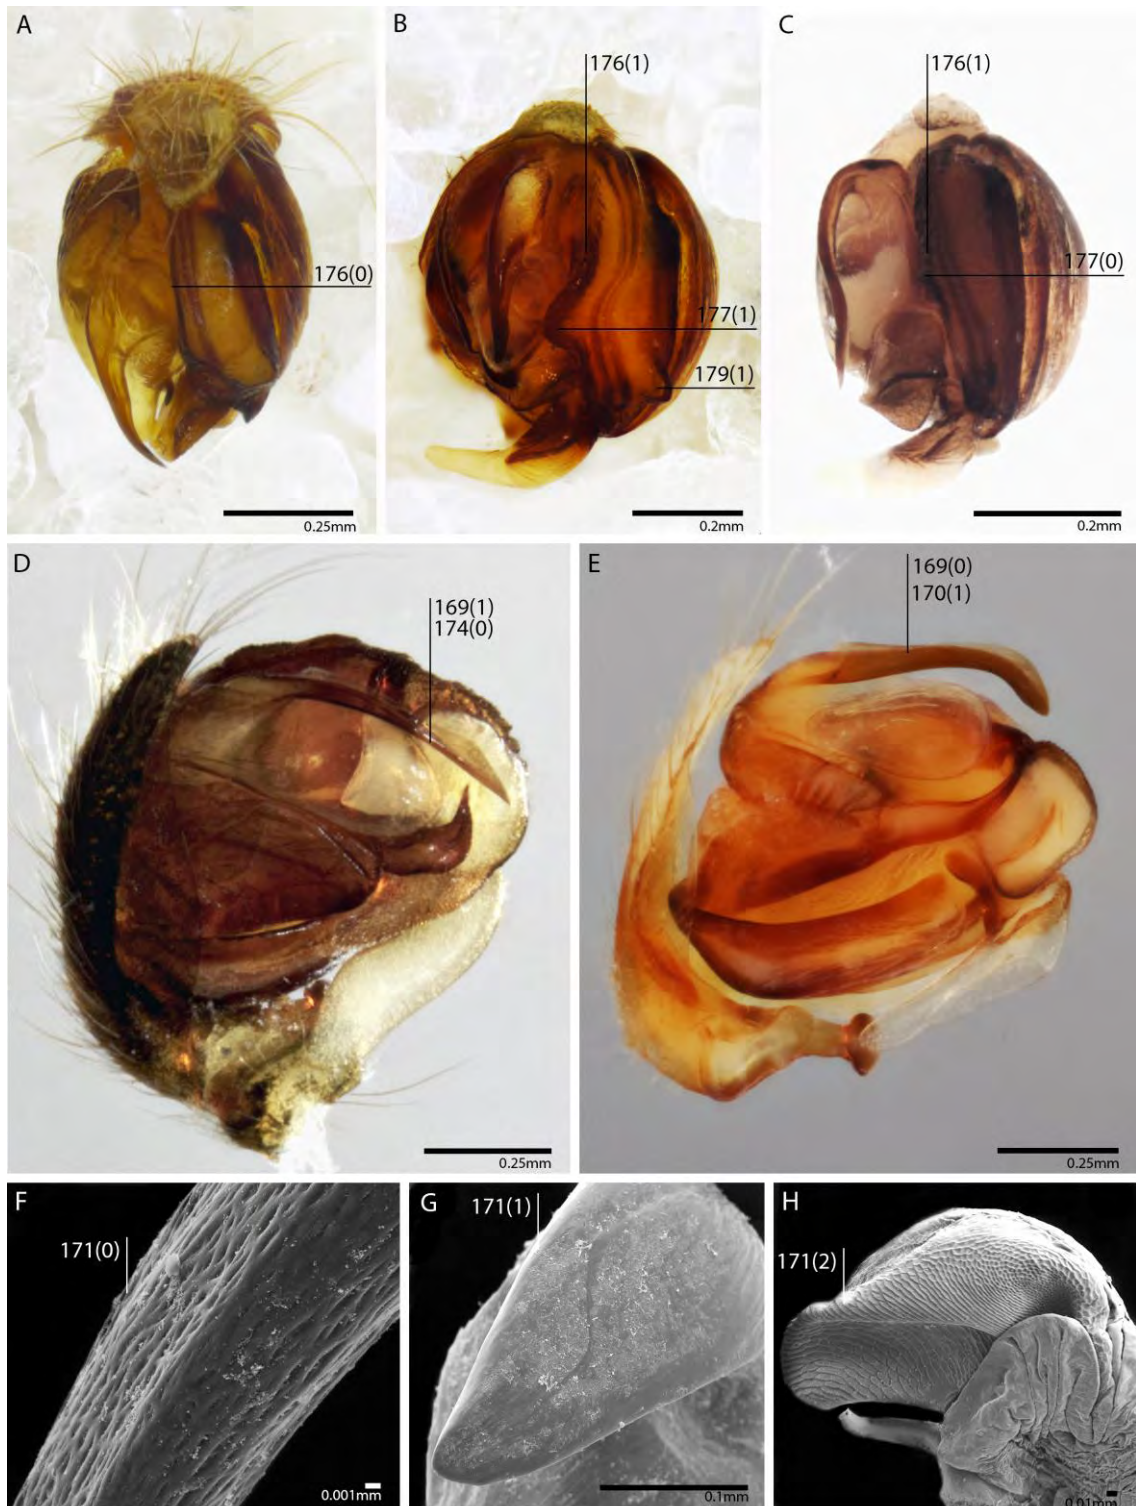 A
176(0)
0.25mm
B
176(1)
177(1)
179(1)
0.2mm
C
176(1)
177(0)
0.2mm
D
169(1)
174(0)
0.25mm
E
169(0)
170(1)
0.25mm
F
171(0)
0.001mm
G
171(1)
0.1mm
H
171(2)
0.01mm